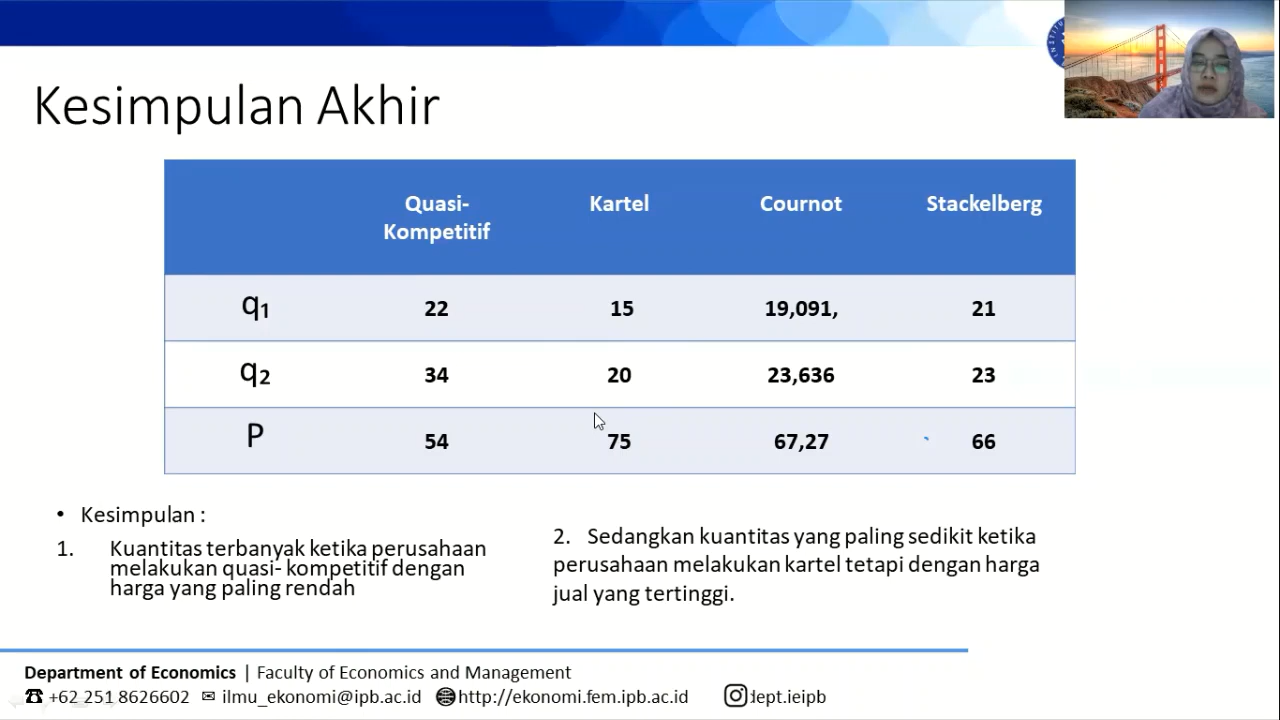 Kesimpulan Akhir
Quasi-
Kompetitif
Kartel
Cournot
Stackelberg
q₁ 22 15 19,091, 21
q₂ 34 20 23,636 23
P 54 75 67,27 66
• Kesimpulan :
1. Kuantitas terbanyak ketika perusahaan
melakukan quasi- kompetitif dengan
harga yang paling rendah
2. Sedangkan kuantitas yang paling sedikit ketika
perusahaan melakukan kartel tetapi dengan harga
jual yang tertinggi.
Department of Economics | Faculty of Economics and Management
☎ +62 251 8626602 ✉ ilmu_ekonomi@ipb.ac.id http://ekonomi.fem.ipb.ac.id dept.ieipb